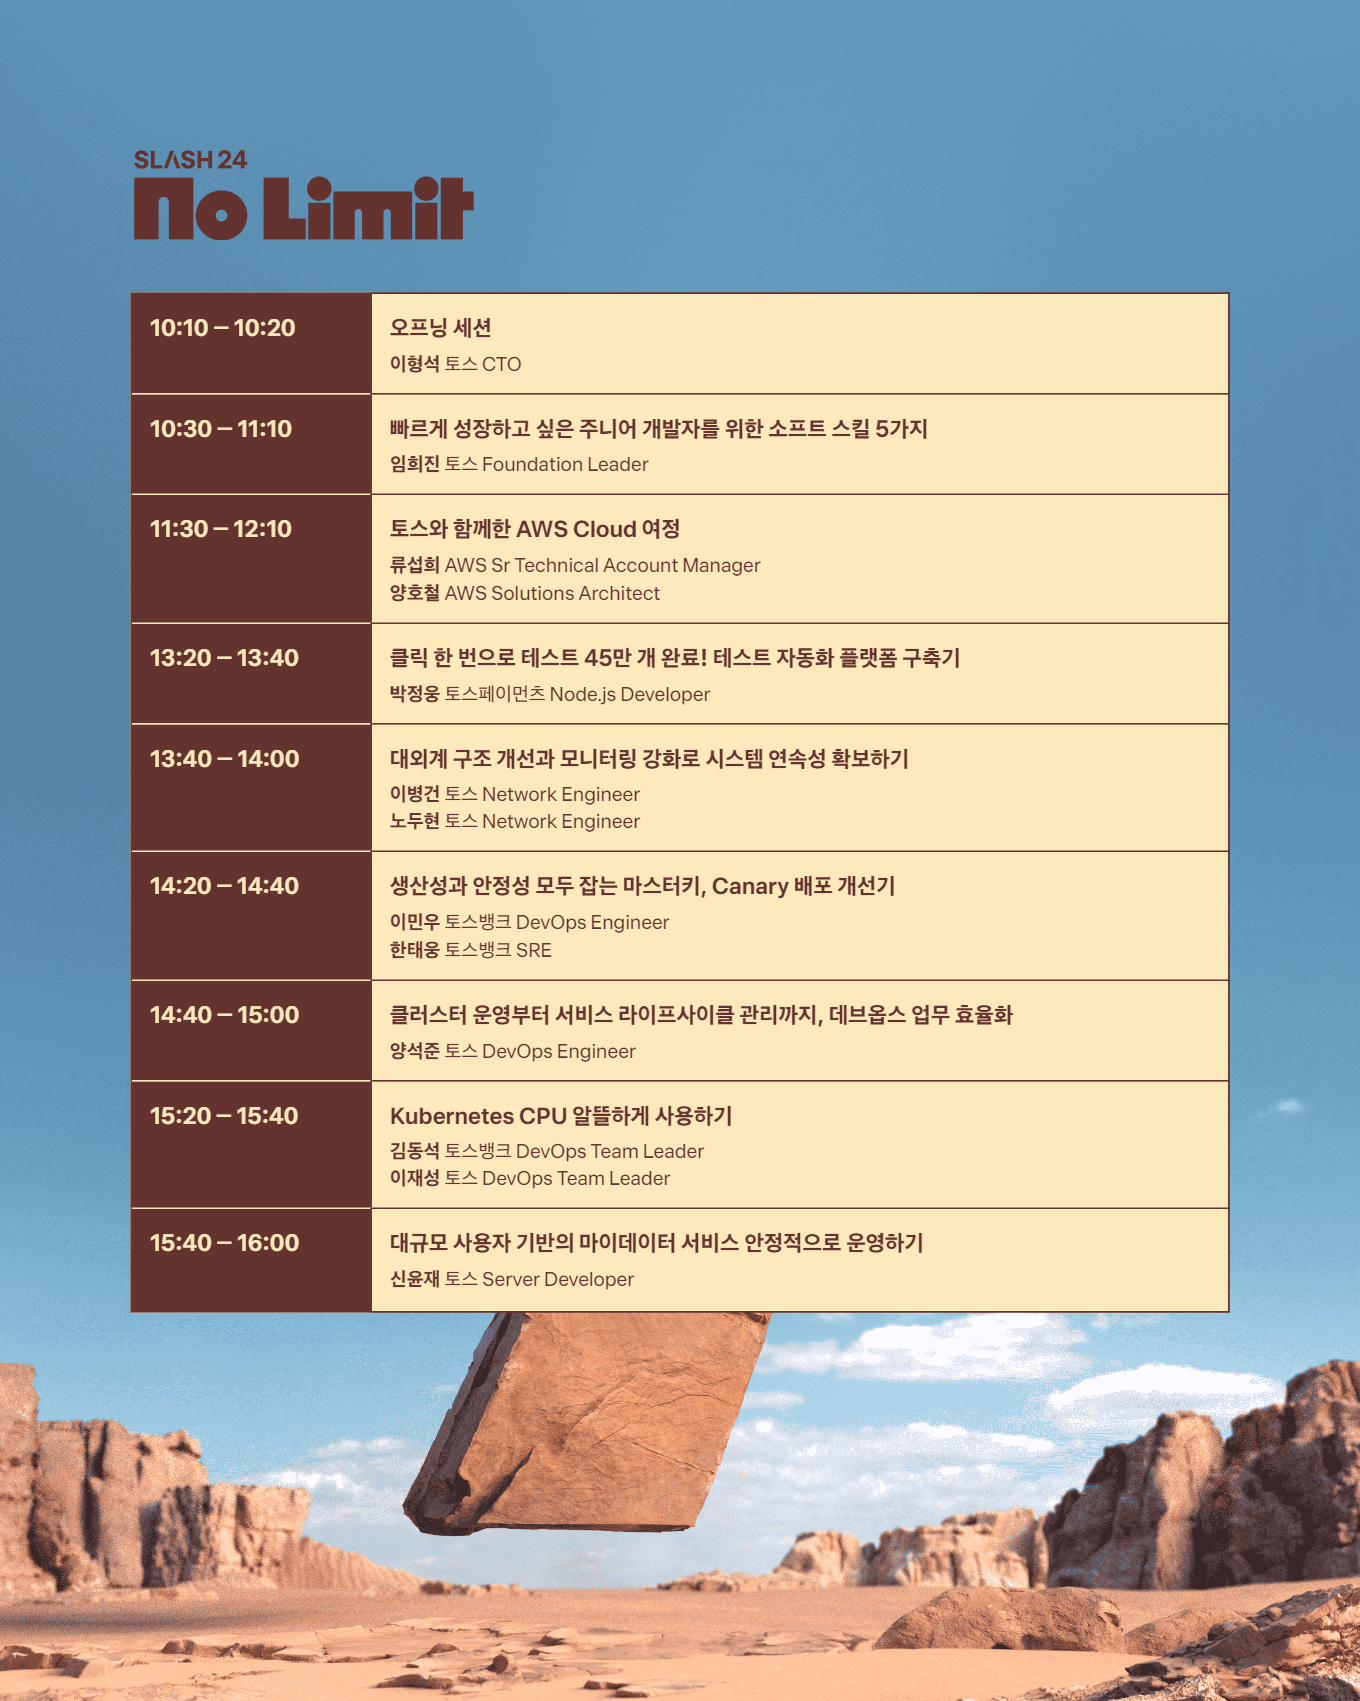 SLASH 24
No Limit
10:10 – 10:20
오프닝 세션
이형석 토스 CTO
10:30 – 11:10
빠르게 성장하고 싶은 주니어 개발자를 위한 소프트 스킬 5가지
임희진 토스 Foundation Leader
11:30 – 12:10
토스와 함께한 AWS Cloud 여정
류섭희 AWS Sr Technical Account Manager
양호철 AWS Solutions Architect
13:20 – 13:40
클릭 한 번으로 테스트 45만 개 완료! 테스트 자동화 플랫폼 구축기
박정웅 토스페이먼츠 Node.js Developer
13:40 – 14:00
대외계 구조 개선과 모니터링 강화로 시스템 연속성 확보하기
이병건 토스 Network Engineer
노두현 토스 Network Engineer
14:20 – 14:40
생산성과 안정성 모두 잡는 마스터키, Canary 배포 개선기
이민우 토스뱅크 DevOps Engineer
한태웅 토스뱅크 SRE
14:40 – 15:00
클러스터 운영부터 서비스 라이프사이클 관리까지, 데브옵스 업무 효율화
양석준 토스 DevOps Engineer
15:20 – 15:40
Kubernetes CPU 알뜰하게 사용하기
김동석 토스뱅크 DevOps Team Leader
이재성 토스 DevOps Team Leader
15:40 – 16:00
대규모 사용자 기반의 마이데이터 서비스 안정적으로 운영하기
신윤재 토스 Server Developer